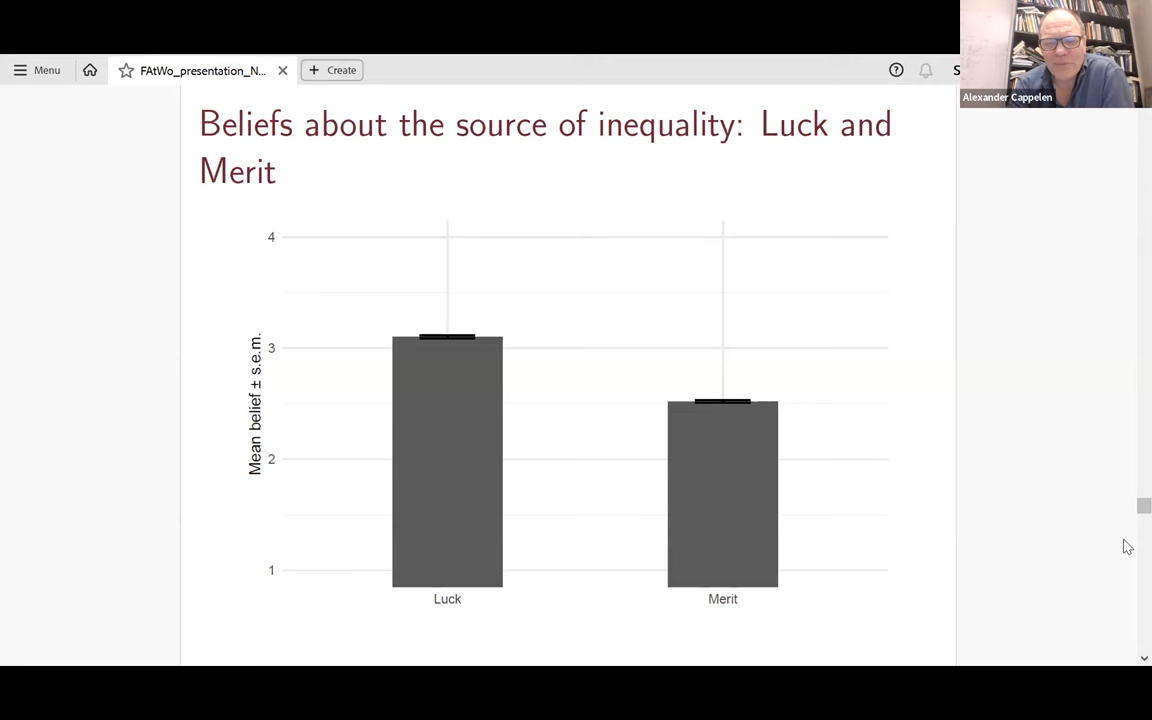 Menu
FAtWo_presentation_N...
+ Create
S
Alexander Cappelen
Beliefs about the source of inequality: Luck and
Merit
Mean belief ± s.e.m.
4
3
2
1
Luck
Merit